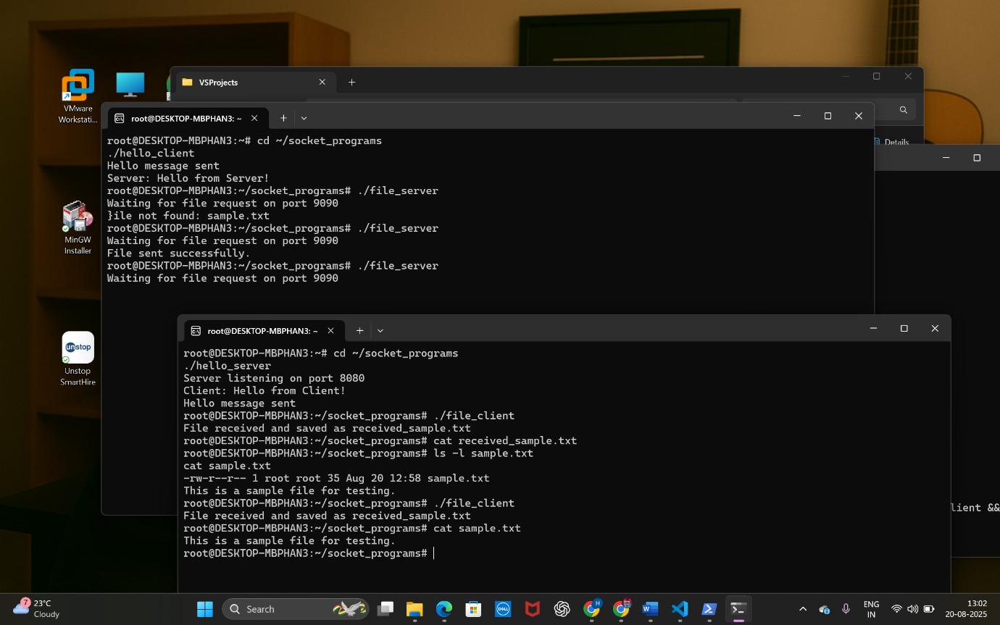 VMware
Workstati...
MinGW
Installer
unstop
Unstop
SmartHire
VSProjects
Details
root@DESKTOP-MBPHAN3: ~
root@DESKTOP-MBPHAN3:~# cd ~/socket_programs
./hello_client
Hello message sent
Server: Hello from Server!
root@DESKTOP-MBPHAN3:~/socket_programs# ./file_server
Waiting for file request on port 9090
}ile not found: sample.txt
root@DESKTOP-MBPHAN3:~/socket_programs# ./file_server
Waiting for file request on port 9090
File sent successfully.
root@DESKTOP-MBPHAN3:~/socket_programs# ./file_server
Waiting for file request on port 9090
root@DESKTOP-MBPHAN3: ~
root@DESKTOP-MBPHAN3:~# cd ~/socket_programs
./hello_server
Server listening on port 8080
Client: Hello from Client!
Hello message sent
root@DESKTOP-MBPHAN3:~/socket_programs# ./file_client
File received and saved as received_sample.txt
root@DESKTOP-MBPHAN3:~/socket_programs# cat received_sample.txt
root@DESKTOP-MBPHAN3:~/socket_programs# ls -l sample.txt
cat sample.txt
-rw-r--r-- 1 root root 35 Aug 20 12:58 sample.txt
This is a sample file for testing.
root@DESKTOP-MBPHAN3:~/socket_programs# ./file_client
File received and saved as received_sample.txt
root@DESKTOP-MBPHAN3:~/socket_programs# cat sample.txt
This is a sample file for testing.
root@DESKTOP-MBPHAN3:~/socket_programs#
lient &&
7
23°C
Cloudy
Search
DELL
H
W
ENG
IN
13:02
20-08-2025